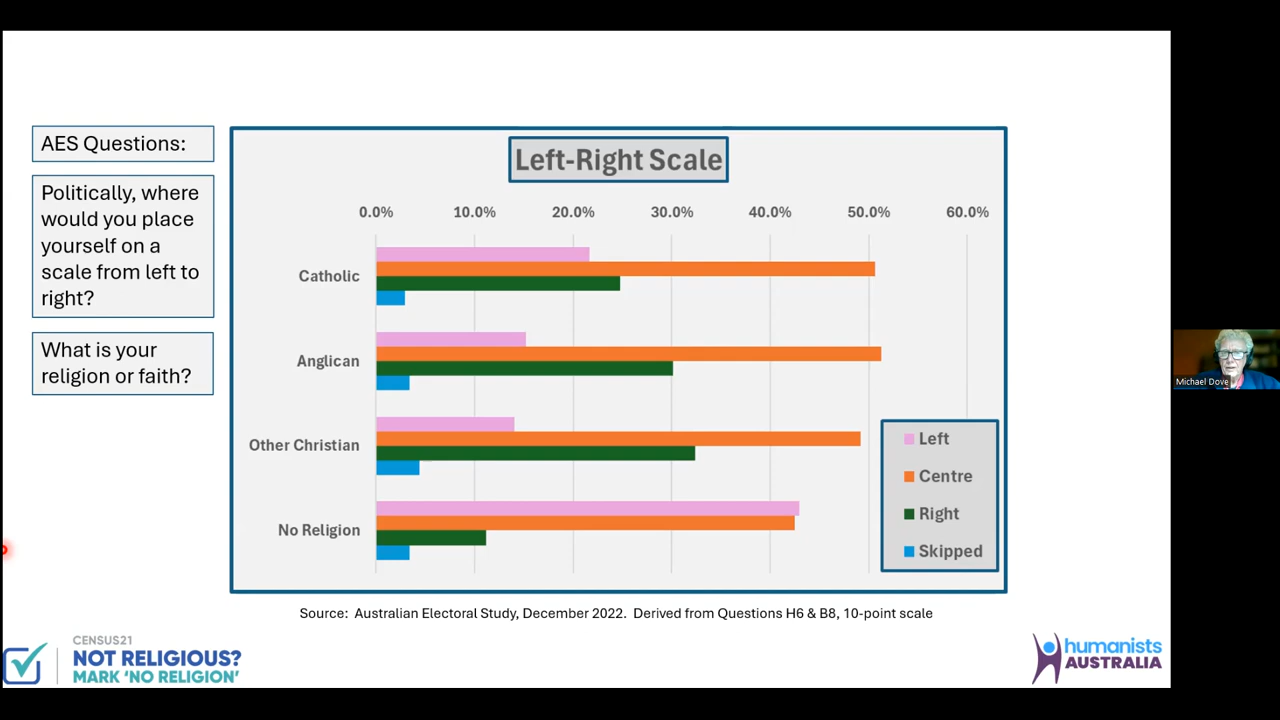 AES Questions:
Politically, where
would you place
yourself on a
scale from left to
right?
What is your
religion or faith?
Left-Right Scale
0.0% 10.0% 20.0% 30.0% 40.0% 50.0% 60.0%
Catholic
Anglican
Other Christian
No Religion
Left
Centre
Right
Skipped
Source: Australian Electoral Study, December 2022. Derived from Questions H6 & B8, 10-point scale
CENSUS21
NOT RELIGIOUS?
MARK 'NO RELIGION'
humanists
AUSTRALIA
Michael Dove